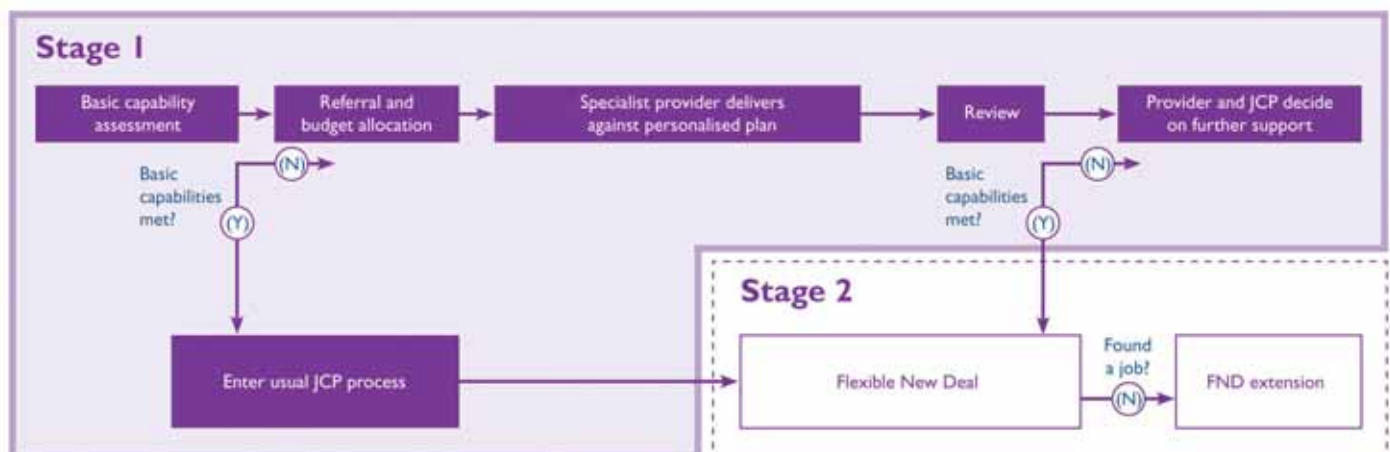 Stage 1
Basic capability
assessment
Referral and
budget allocation
Specialist provider delivers
against personalised plan
Review
Provider and JCP decide
on further support
Basic
capabilities
met?
(N)
(Y)
Basic
capabilities
met?
(N)
(Y)
Enter usual JCP process
Stage 2
Flexible New Deal
Found
a job?
(N)
FND extension